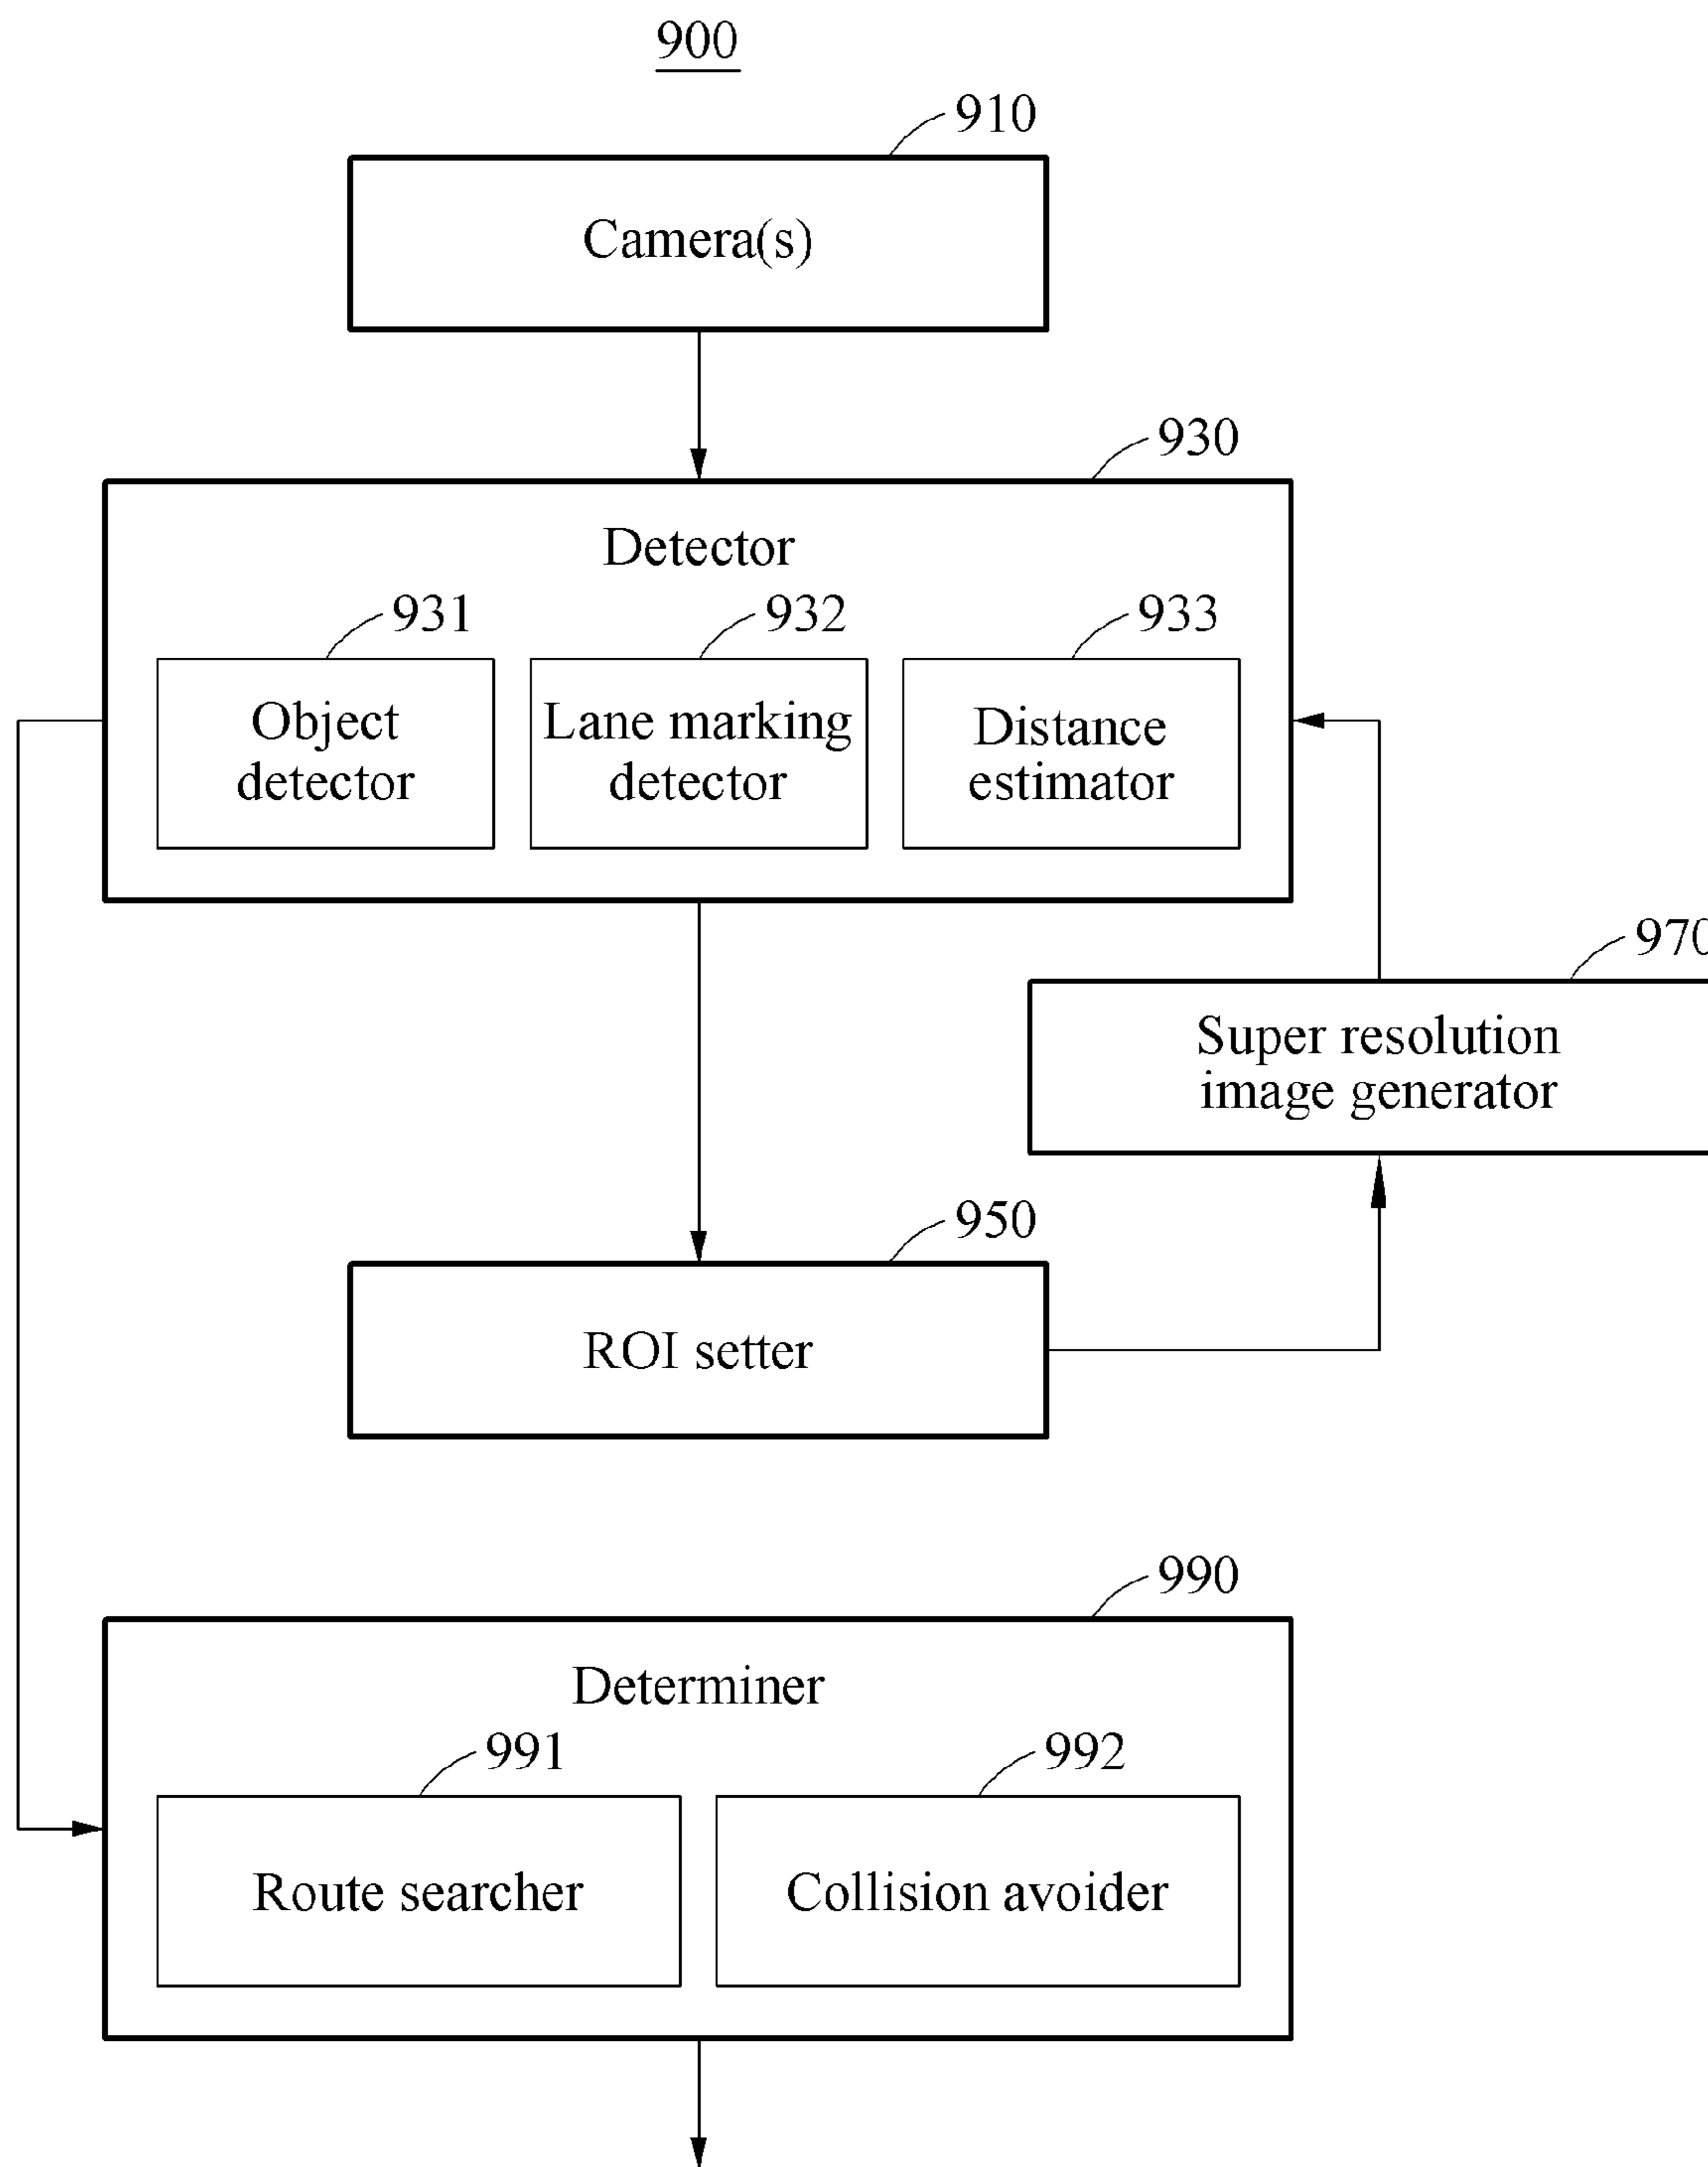 900
910
Camera(s)
930
Detector
931
932
933
Object
detector
Lane marking
detector
Distance
estimator
970
Super resolution
image generator
950
ROI setter
990
Determiner
991
992
Route searcher
Collision avoider